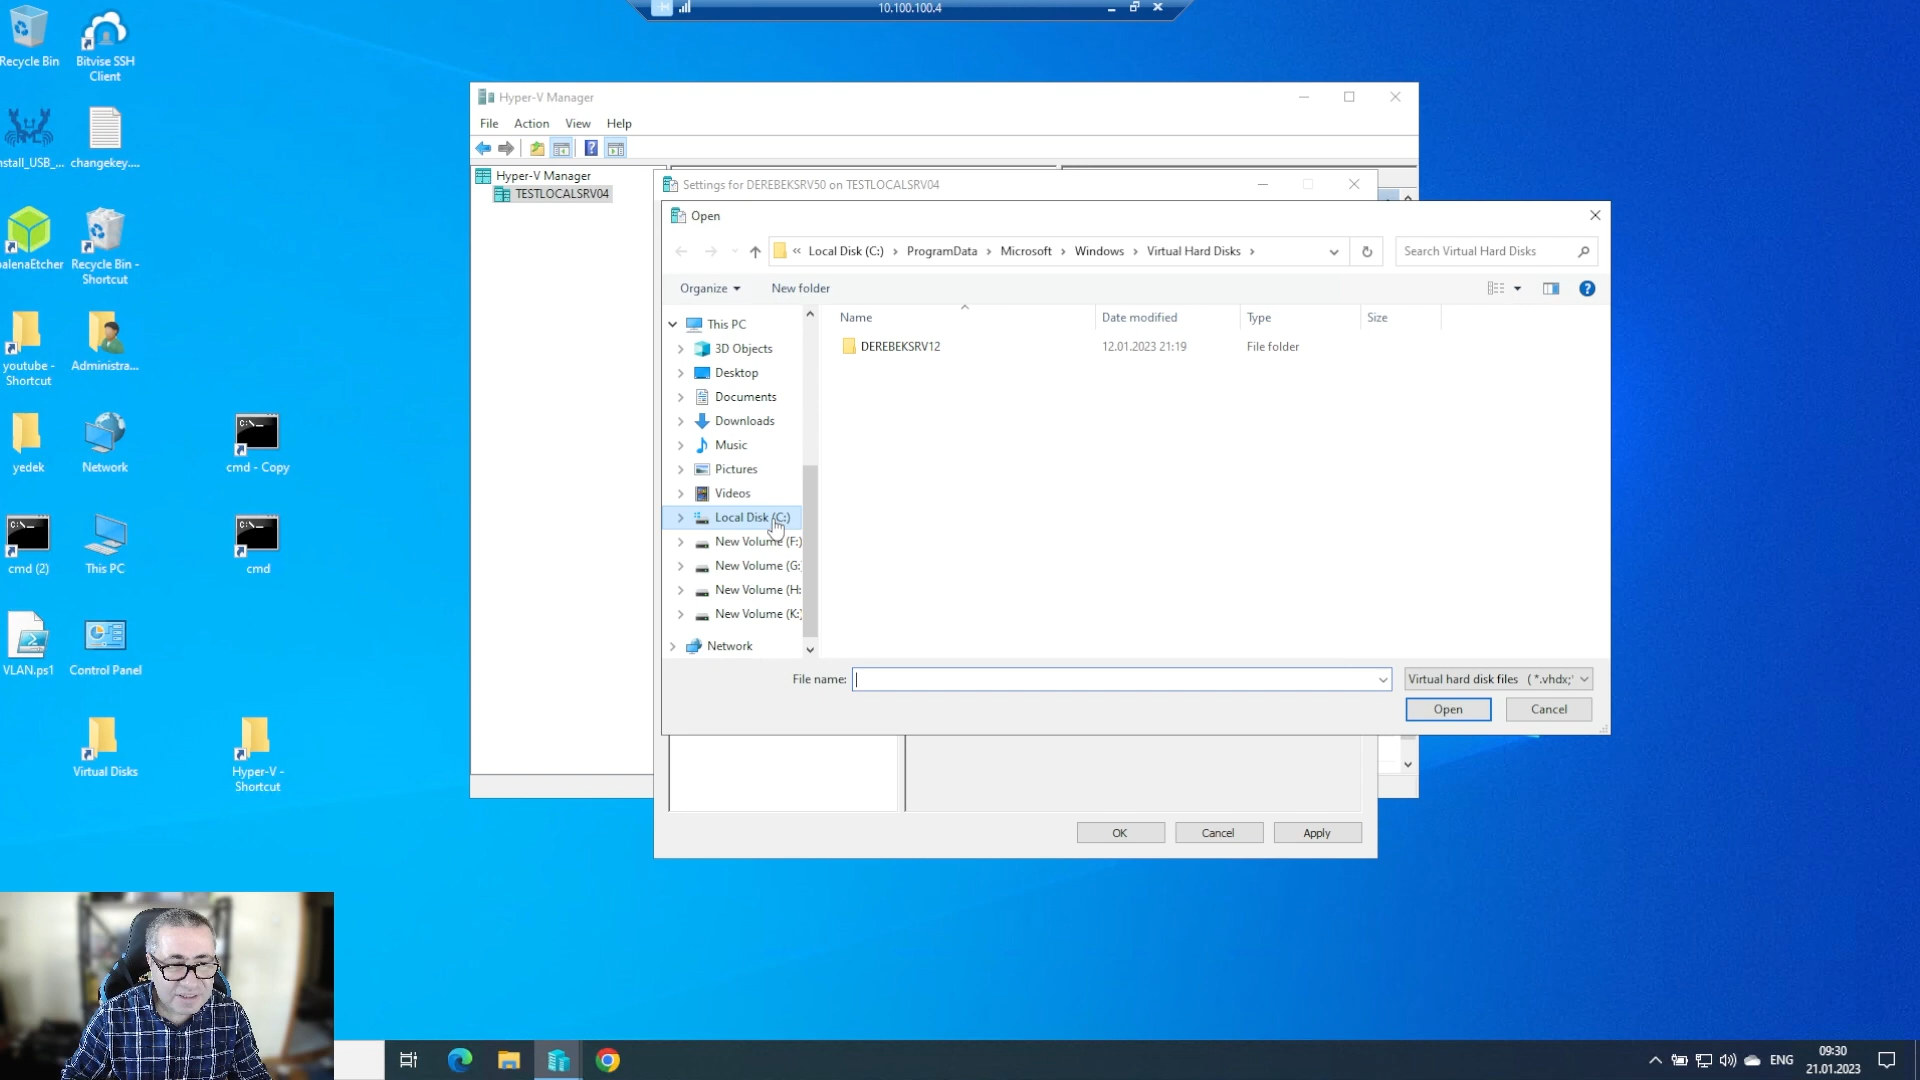 10.100.100.4
Recycle Bin
Bitvise SSH
Client
nstall_USB_...
changekey....
balenaEtcher
Recycle Bin -
Shortcut
youtube -
Shortcut
Administra...
yedek
Network
cmd - Copy
cmd (2)
This PC
cmd
VLAN.ps1
Control Panel
Virtual Disks
Hyper-V -
Shortcut
Hyper-V Manager
File Action View Help
Hyper-V Manager
TESTLOCALSRV04
Settings for DEREBEKSRV50 on TESTLOCALSRV04
Open
« Local Disk (C:) › ProgramData › Microsoft › Windows › Virtual Hard Disks ›
Search Virtual Hard Disks
Organize New folder
Name Date modified Type Size
DEREBEKSRV12 12.01.2023 21:19 File folder
This PC
3D Objects
Desktop
Documents
Downloads
Music
Pictures
Videos
Local Disk (C:)
New Volume (F:)
New Volume (G:
New Volume (H:
New Volume (K:)
Network
File name:
Virtual hard disk files ( *.vhdx;*
Open Cancel
OK Cancel Apply
ENG
09:30
21.01.2023